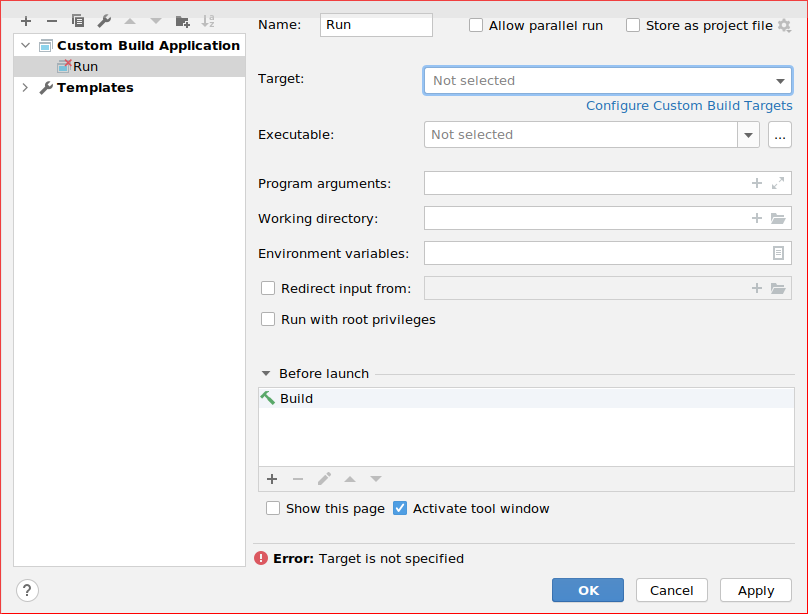 Name: Run Allow parallel run Store as project file
Custom Build Application
Run
Templates
Target: Not selected
Configure Custom Build Targets
Executable: Not selected ...
Program arguments:
Working directory:
Environment variables:
Redirect input from:
Run with root privileges
Before launch
Build
Show this page Activate tool window
Error: Target is not specified
? OK Cancel Apply